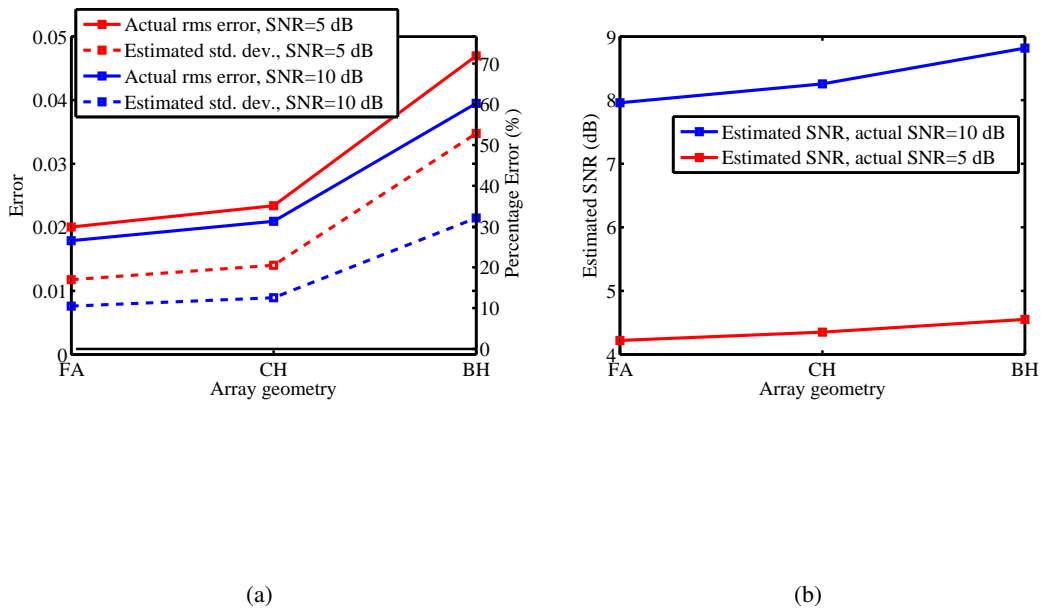 Actual rms error, SNR=5 dB
Estimated std. dev., SNR=5 dB
Actual rms error, SNR=10 dB
Estimated std. dev., SNR=10 dB
0.05
0.04
0.03
0.02
0.01
0
Error
70
60
50
40
30
20
10
0
Percentage Error (%)
FA
CH
BH
Array geometry
(a)
9
8
7
6
5
4
Estimated SNR (dB)
Estimated SNR, actual SNR=10 dB
Estimated SNR, actual SNR=5 dB
FA
CH
BH
Array geometry
(b)